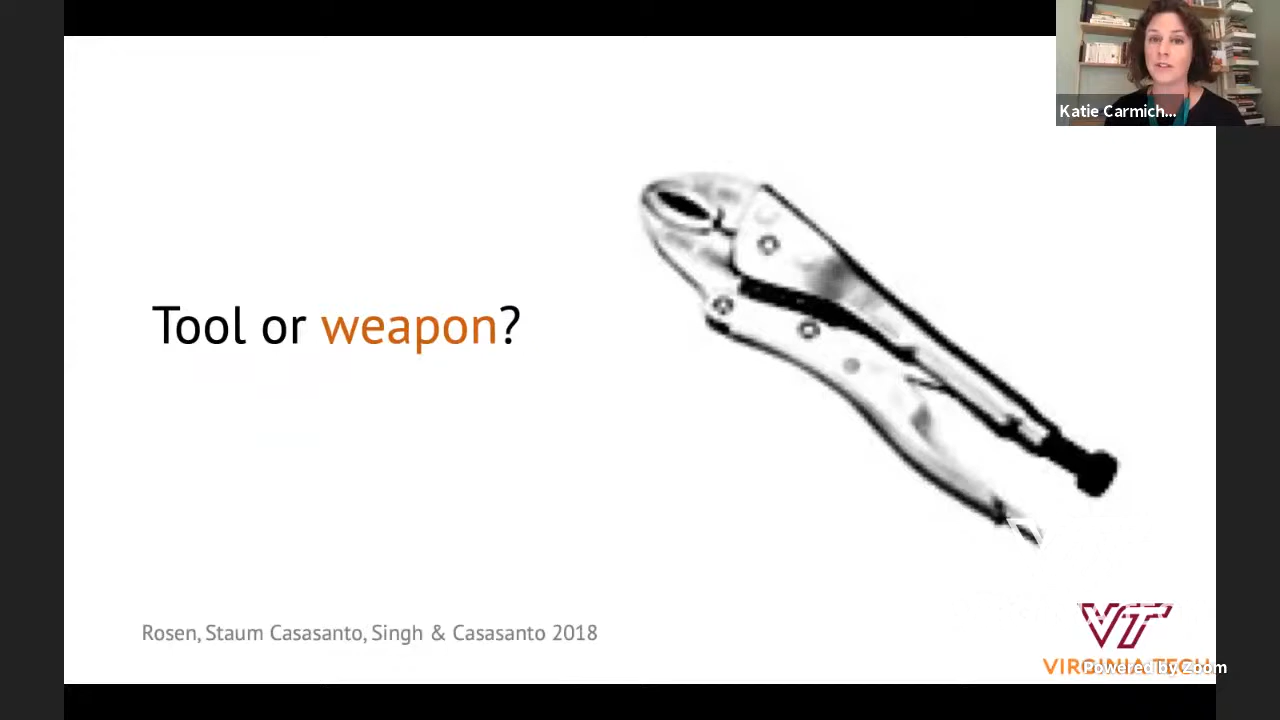 Katie Carmich...
Tool or weapon?
Rosen, Staum Casasanto, Singh & Casasanto 2018
VT
VIRGINIA TECH
Powered by Zoom